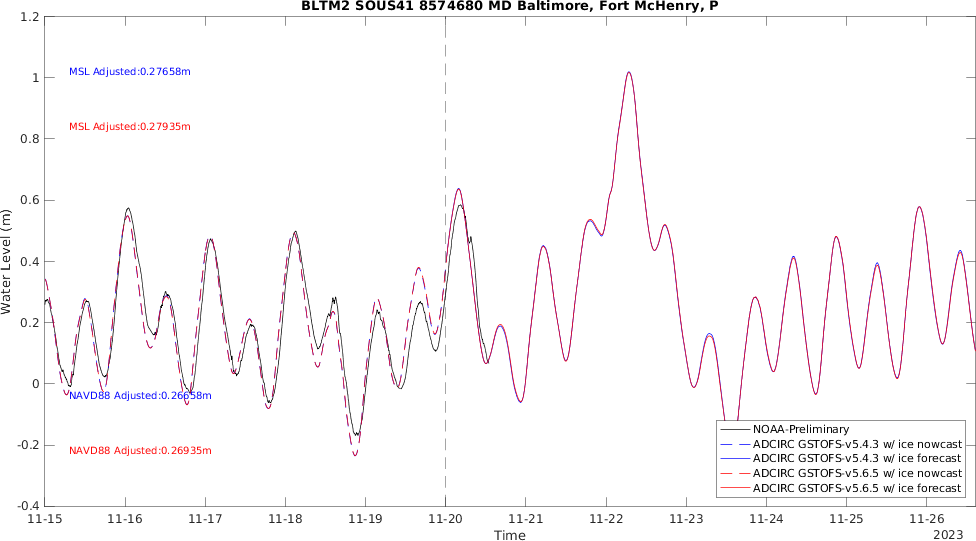 BLTM2 SOUS41 8574680 MD Baltimore, Fort McHenry, P
1.2
1
0.8
0.6
0.4
0.2
0
-0.2
-0.4
Water Level (m)
MSL Adjusted:0.27658m
MSL Adjusted:0.27935m
NAVD88 Adjusted:0.26658m
NAVD88 Adjusted:0.26935m
NOAA-Preliminary
ADCIRC GSTOFS-v5.4.3 w/ ice nowcast
ADCIRC GSTOFS-v5.4.3 w/ ice forecast
ADCIRC GSTOFS-v5.6.5 w/ ice nowcast
ADCIRC GSTOFS-v5.6.5 w/ ice forecast
11-15 11-16 11-17 11-18 11-19 11-20 11-21 11-22 11-23 11-24 11-25 11-26
2023
Time